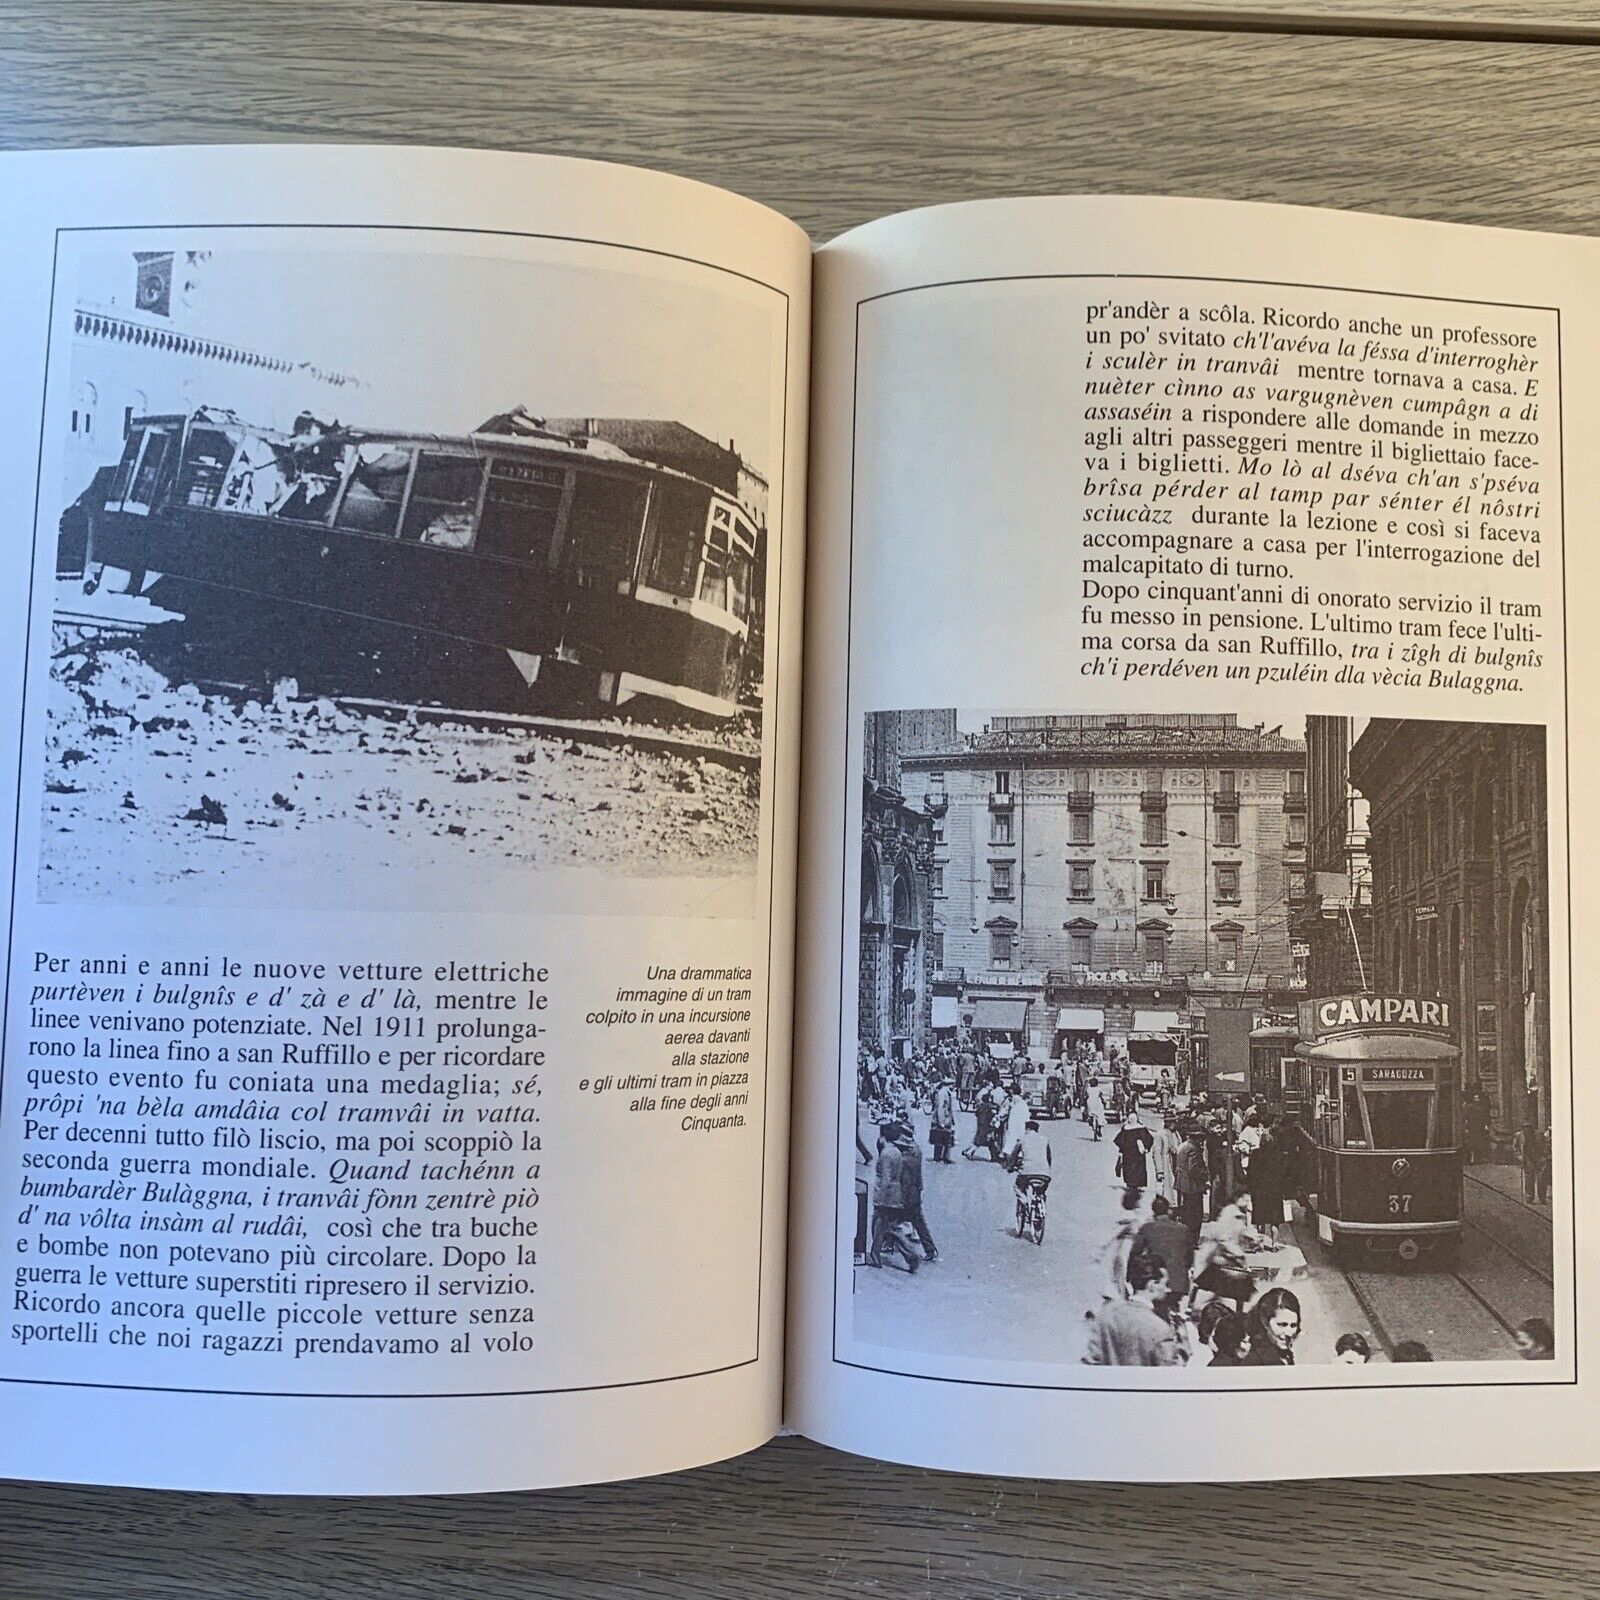 Per anni e anni le nuove vetture elettriche
purtèven i bulgnîs e d' zà e d' là, mentre le
linee venivano potenziate. Nel 1911 prolunga-
rono la linea fino a san Ruffillo e per ricordare
questo evento fu coniata una medaglia; sé,
prôpi 'na bèla amdâia col tramvâi in vatta.
Per decenni tutto filò liscio, ma poi scoppiò la
seconda guerra mondiale. Quand tachénn a
bumbardèr Bulàggna, i tranvâi fònn zentrè piò
d' na vôlta insàm al rudâi, così che tra buche
e bombe non potevano più circolare. Dopo la
guerra le vetture superstiti ripresero il servizio.
Ricordo ancora quelle piccole vetture senza
sportelli che noi ragazzi prendavamo al volo
Una drammatica
immagine di un tram
colpito in una incursione
aerea davanti
alla stazione
e gli ultimi tram in piazza
alla fine degli anni
Cinquanta.
pr'andèr a scôla. Ricordo anche un professore
un po' svitato ch'l'avéva la féssa d'interroghèr
i sculèr in tranvâi mentre tornava a casa. E
nuèter cìnno as vargugnèven cumpâgn a di
assaséin a rispondere alle domande in mezzo
agli altri passeggeri mentre il bigliettaio face-
va i biglietti. Mo lò al dséva ch'an s'pséva
brîsa pérder al tamp par sénter él nôstri
sciucàzz durante la lezione e così si faceva
accompagnare a casa per l'interrogazione del
malcapitato di turno.
Dopo cinquant'anni di onorato servizio il tram
fu messo in pensione. L'ultimo tram fece l'ulti-
ma corsa da san Ruffillo, tra i zîgh di bulgnîs
ch'i perdéven un pzuléin dla vècia Bulaggna.
FERMATA
CAMPARI
5 SARAGOZZA
37